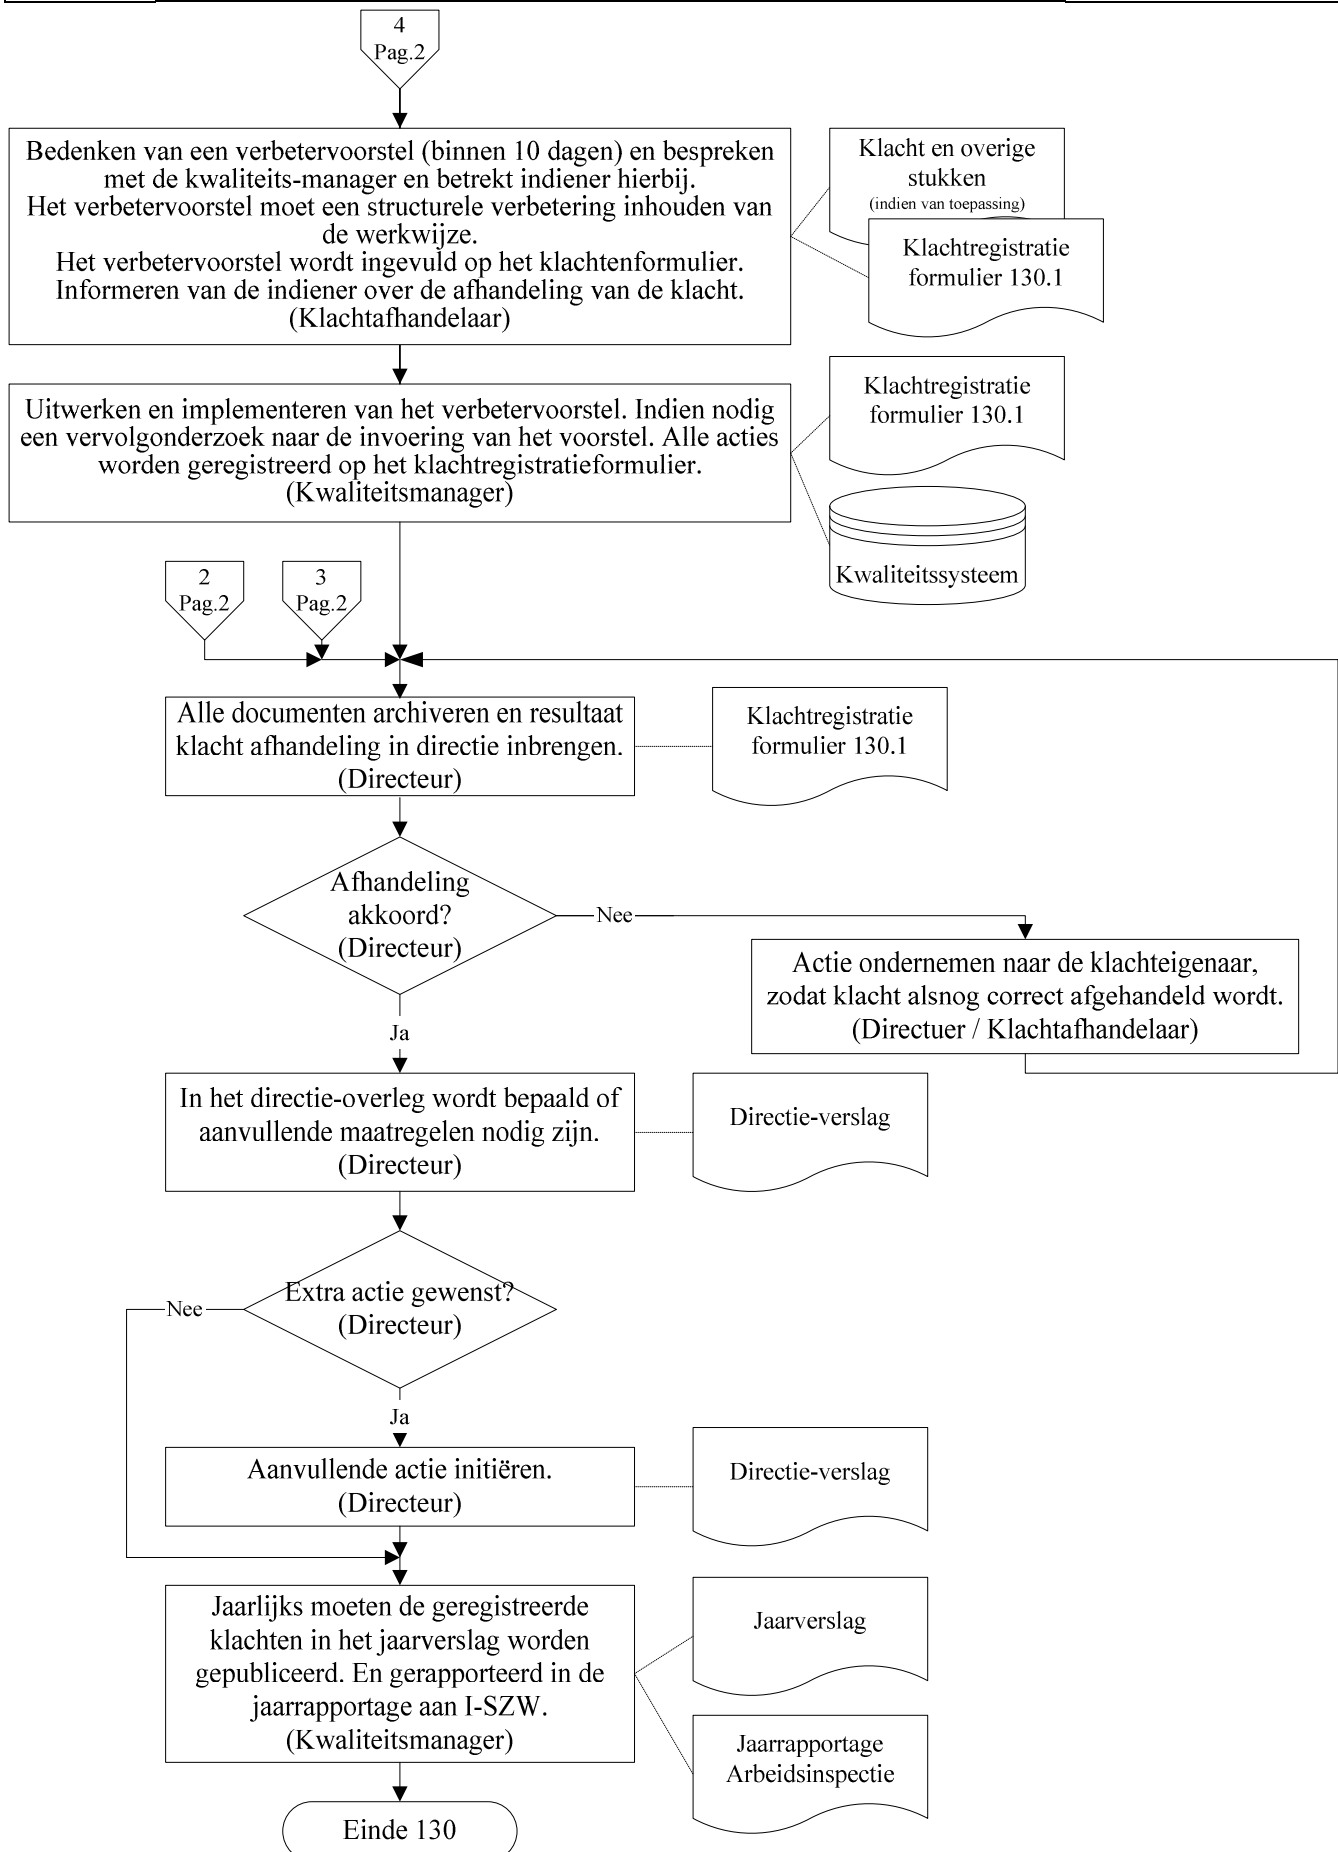 4
Pag.2
Bedenken van een verbetervoorstel (binnen 10 dagen) en bespreken
met de kwaliteits-manager en betrekt indiener hierbij.
Het verbetervoorstel moet een structurele verbetering inhouden van
de werkwijze.
Het verbetervoorstel wordt ingevuld op het klachtenformulier.
Informeren van de indiener over de afhandeling van de klacht.
(Klachtafhandelaar)
Klacht en overige
stukken
(indien van toepassing)
Klachtregistratie
formulier 130.1
Uitwerken en implementeren van het verbetervoorstel. Indien nodig
een vervolgonderzoek naar de invoering van het voorstel. Alle acties
worden geregistreerd op het klachtregistratieformulier.
(Kwaliteitsmanager)
Klachtregistratie
formulier 130.1
Kwaliteitssysteem
2
Pag.2
3
Pag.2
Alle documenten archiveren en resultaat
klacht afhandeling in directie inbrengen.
(Directeur)
Klachtregistratie
formulier 130.1
Afhandeling
akkoord?
(Directeur)
Nee
Actie ondernemen naar de klachteigenaar,
zodat klacht alsnog correct afgehandeld wordt.
(Directuer / Klachtafhandelaar)
Ja
In het directie-overleg wordt bepaald of
aanvullende maatregelen nodig zijn.
(Directeur)
Directie-verslag
Extra actie gewenst?
(Directeur)
Nee
Ja
Aanvullende actie initiëren.
(Directeur)
Directie-verslag
Jaarlijks moeten de geregistreerde
klachten in het jaarverslag worden
gepubliceerd. En gerapporteerd in de
jaarrapportage aan I-SZW.
(Kwaliteitsmanager)
Jaarverslag
Jaarrapportage
Arbeidsinspectie
Einde 130